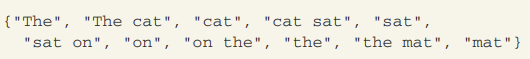 {"The", "The cat", "cat", "cat sat", "sat",
"sat on", "on", "on the", "the", "the mat", "mat"}